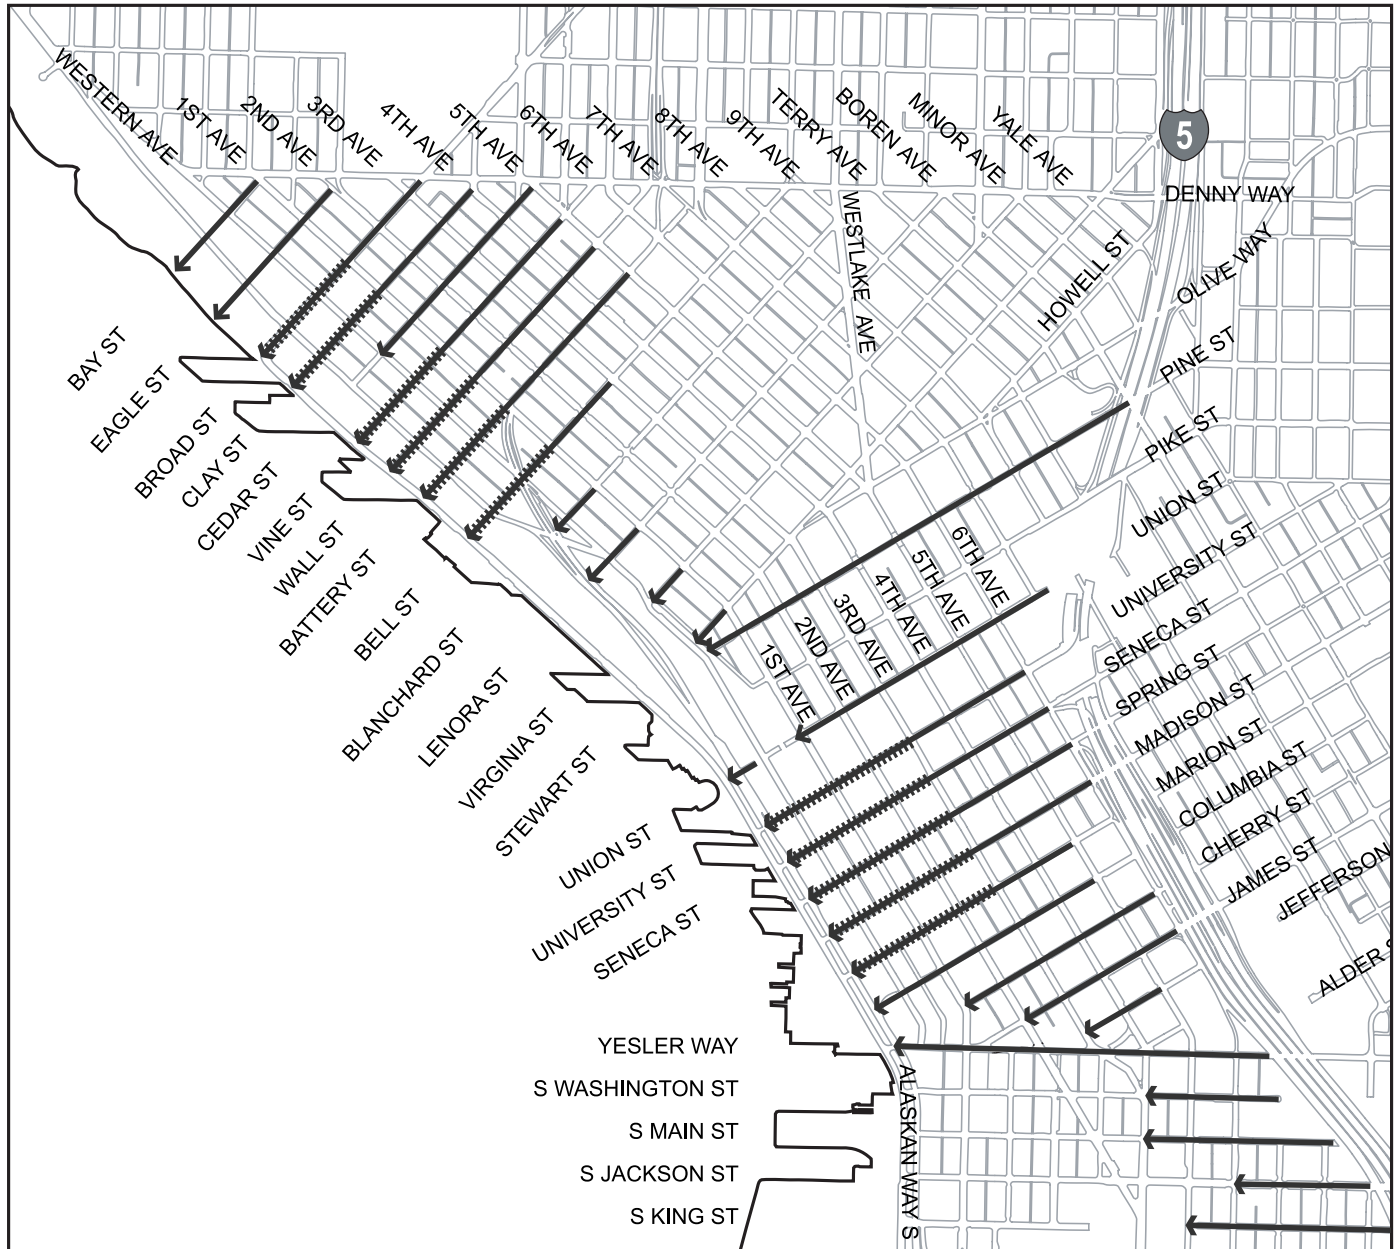 WESTERN AVE
1ST AVE
2ND AVE
3RD AVE
4TH AVE
5TH AVE
6TH AVE
7TH AVE
8TH AVE
9TH AVE
TERRY AVE
BOREN AVE
MINOR AVE
YALE AVE
5
DENNY WAY
WESTLAKE AVE
HOWELL ST
OLIVE WAY
PINE ST
PIKE ST
UNION ST
UNIVERSITY ST
SENECA ST
SPRING ST
MADISON ST
MARION ST
COLUMBIA ST
CHERRY ST
JAMES ST
JEFFERSON
ALDER S
6TH AVE
5TH AVE
4TH AVE
3RD AVE
2ND AVE
1ST AVE
BAY ST
EAGLE ST
BROAD ST
CLAY ST
CEDAR ST
VINE ST
WALL ST
BATTERY ST
BELL ST
BLANCHARD ST
LENORA ST
VIRGINIA ST
STEWART ST
UNION ST
UNIVERSITY ST
SENECA ST
YESLER WAY
S WASHINGTON ST
S MAIN ST
S JACKSON ST
S KING ST
ALASKAN WAY S